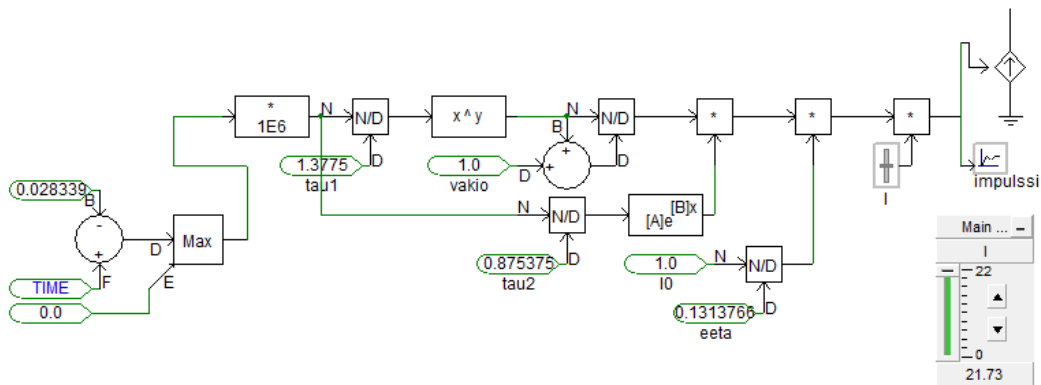 *
1E6
N
N/D
D
1.3775
tau1
x ^ y
N
B
N/D
D
+
+
D
1.0
vakio
*
*
*
I
impulssi
0.028339
B
-
+
D
Max
E
F
TIME
0.0
N
N/D
D
0.875375
tau2
[A]e[B]x
1.0
I0
N
N/D
D
0.1313766
eeta
Main ...
I
22
0
21.73